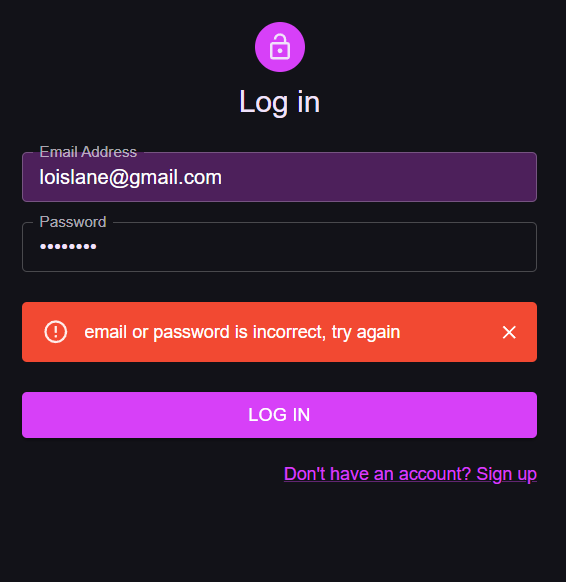 Log in
Email Address
loislane@gmail.com
Password
••••••••
email or password is incorrect, try again
LOG IN
Don't have an account? Sign up